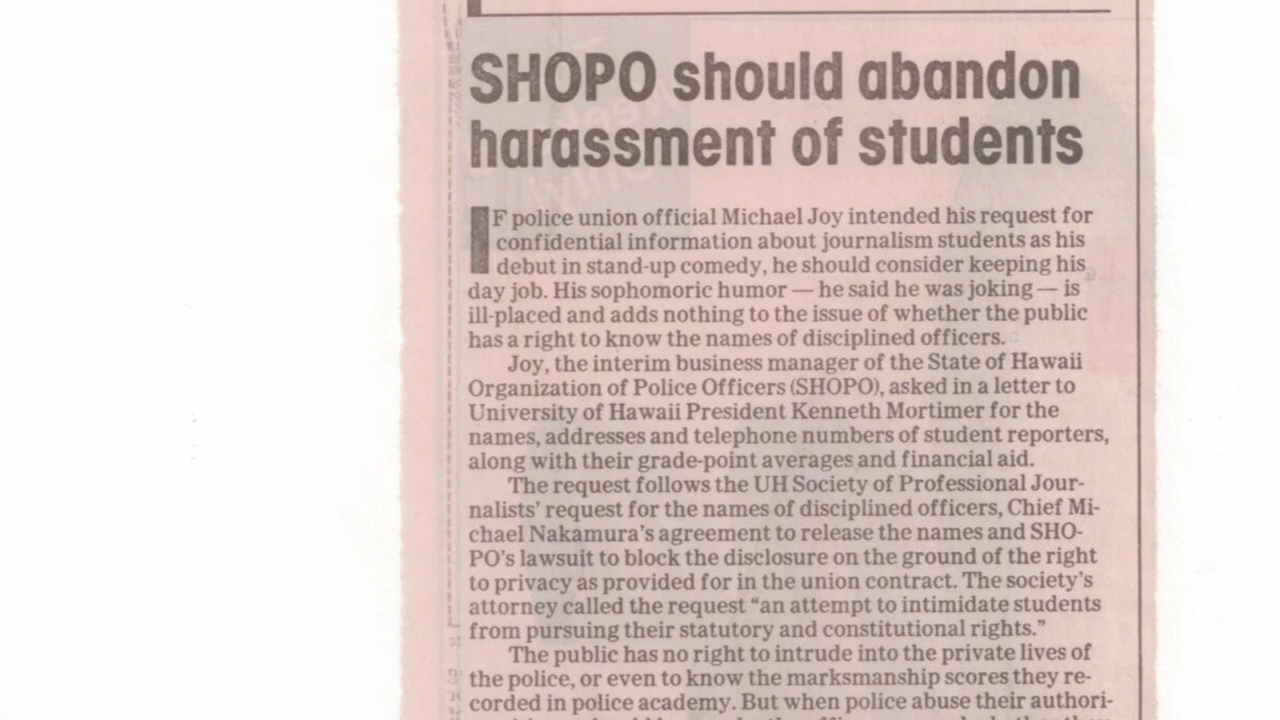 SHOPO should abandon
harassment of students
IF police union official Michael Joy intended his request for
confidential information about journalism students as his
debut in stand-up comedy, he should consider keeping his
day job. His sophomoric humor — he said he was joking — is
ill-placed and adds nothing to the issue of whether the public
has a right to know the names of disciplined officers.
Joy, the interim business manager of the State of Hawaii
Organization of Police Officers (SHOPO), asked in a letter to
University of Hawaii President Kenneth Mortimer for the
names, addresses and telephone numbers of student reporters,
along with their grade-point averages and financial aid.
The request follows the UH Society of Professional Jour-
nalists' request for the names of disciplined officers, Chief Mi-
chael Nakamura's agreement to release the names and SHO-
PO's lawsuit to block the disclosure on the ground of the right
to privacy as provided for in the union contract. The society's
attorney called the request “an attempt to intimidate students
from pursuing their statutory and constitutional rights.”
The public has no right to intrude into the private lives of
the police, or even to know the marksmanship scores they re-
corded in police academy. But when police abuse their authori-